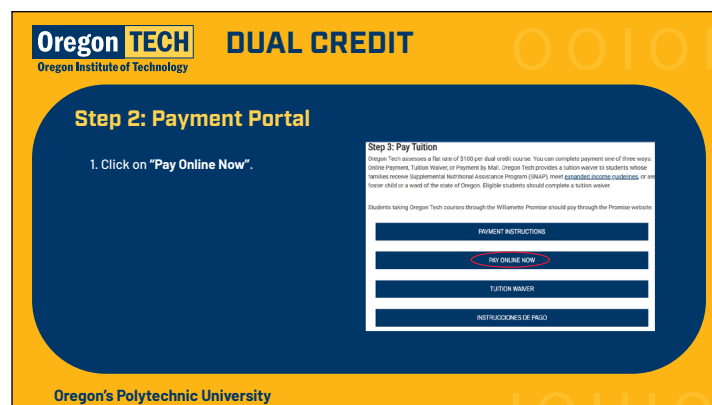 Oregon TECH
Oregon Institute of Technology
DUAL CREDIT
Step 2: Payment Portal
1. Click on “Pay Online Now”.
Step 3: Pay Tuition
Oregon Tech assesses a flat rate of $100 per dual credit course. You can complete payment one of three ways:
Online Payment, Tuition Waiver, or Payment by Mail. Oregon Tech provides a tuition waiver to students whose
families receive Supplemental Nutritional Assistance Program (SNAP), meet expanded income guidelines, or are
foster child or a ward of the state of Oregon. Eligible students should complete a tuition waiver
Students taking Oregon Tech courses through the Willamette Promise should pay through the Promise website.
PAYMENT INSTRUCTIONS
PAY ONLINE NOW
TUITION WAIVER
INSTRUCCIONES DE PAGO
Oregon’s Polytechnic University